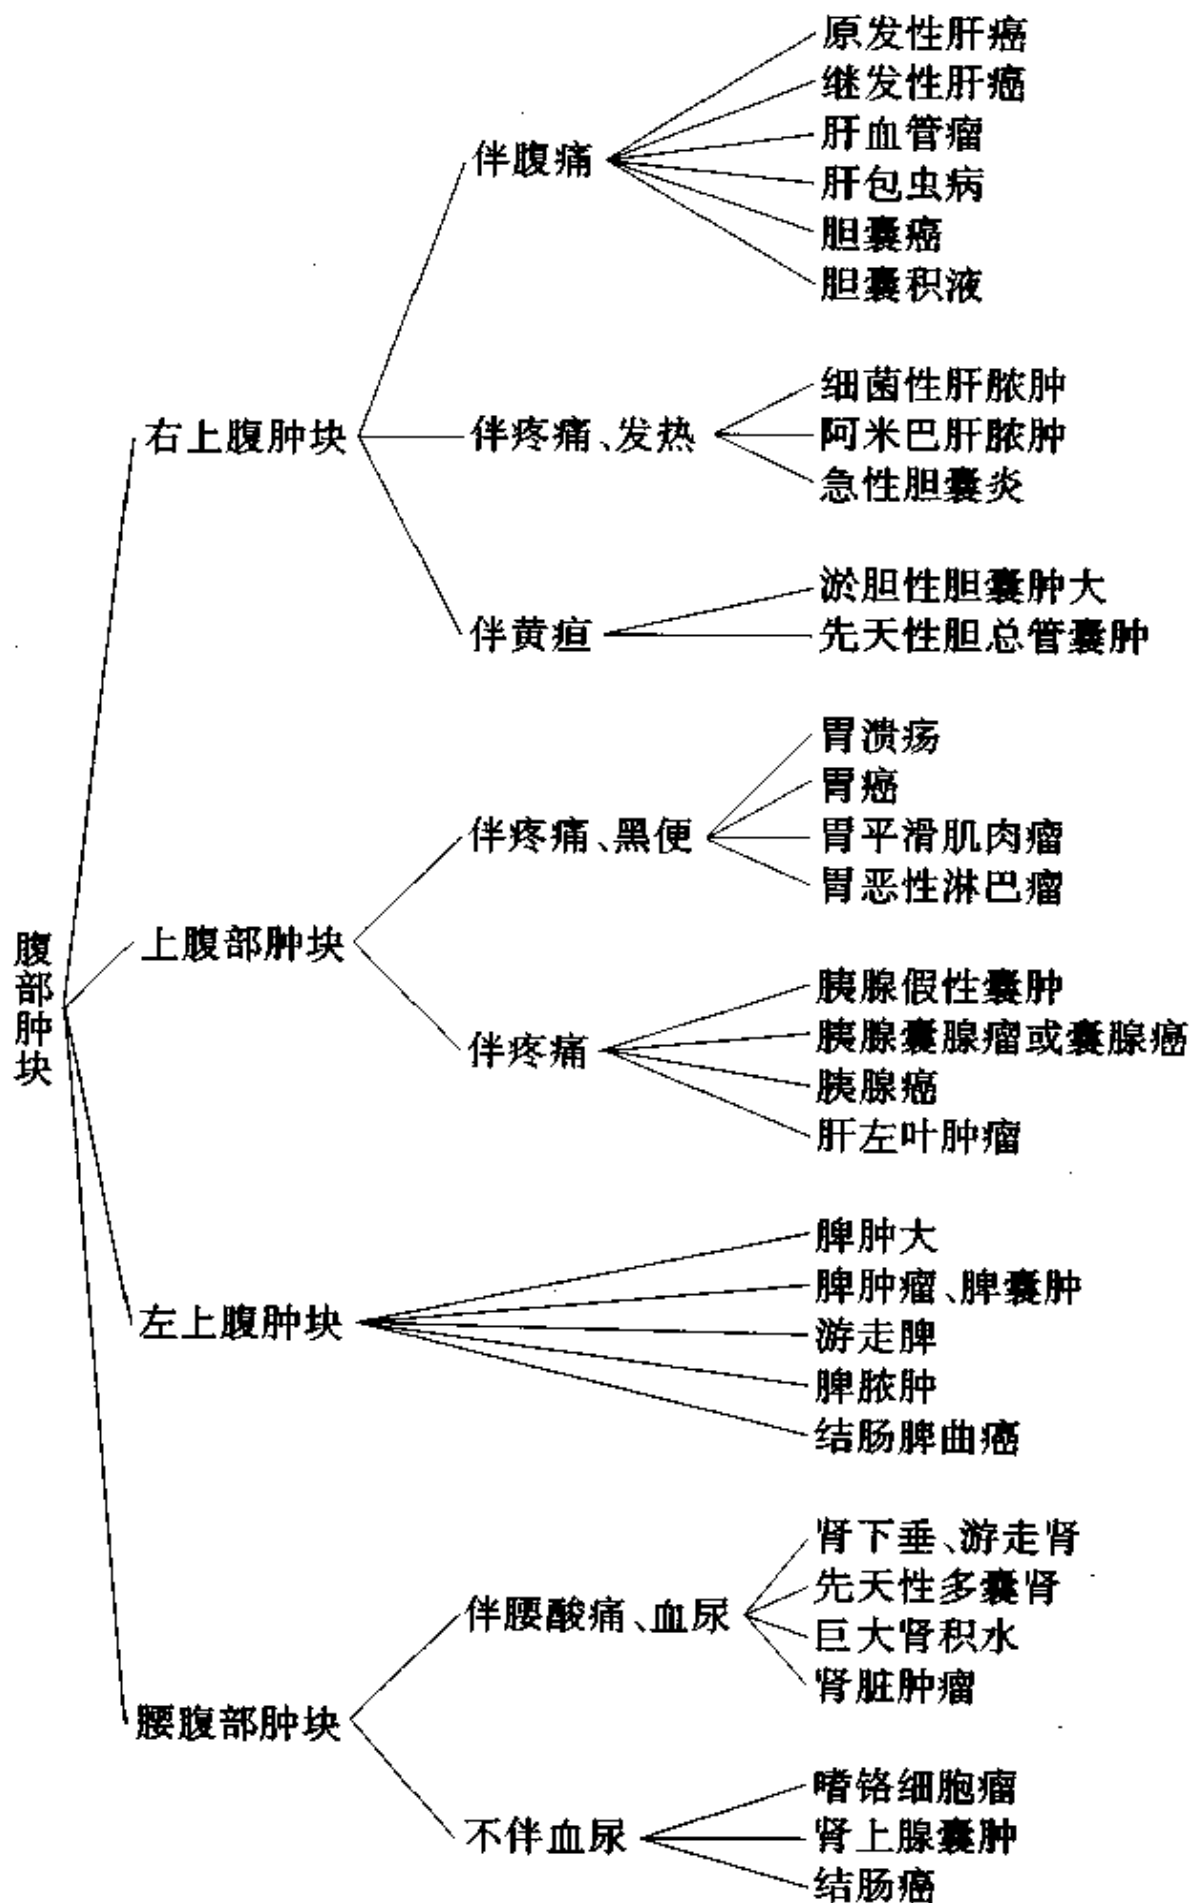 腹部肿块
右上腹肿块
伴腹痛
原发性肝癌
继发性肝癌
肝血管瘤
肝包虫病
胆囊癌
胆囊积液
伴疼痛、发热
细菌性肝脓肿
阿米巴肝脓肿
急性胆囊炎
伴黄疸
淤胆性胆囊肿大
先天性胆总管囊肿
上腹部肿块
伴疼痛、黑便
胃溃疡
胃癌
胃平滑肌肉瘤
胃恶性淋巴瘤
伴疼痛
胰腺假性囊肿
胰腺囊腺瘤或囊腺癌
胰腺癌
肝左叶肿瘤
左上腹肿块
脾肿大
脾肿瘤、脾囊肿
游走脾
脾脓肿
结肠脾曲癌
腰腹部肿块
伴腰酸痛、血尿
肾下垂、游走肾
先天性多囊肾
巨大肾积水
肾脏肿瘤
不伴血尿
嗜铬细胞瘤
肾上腺囊肿
结肠癌